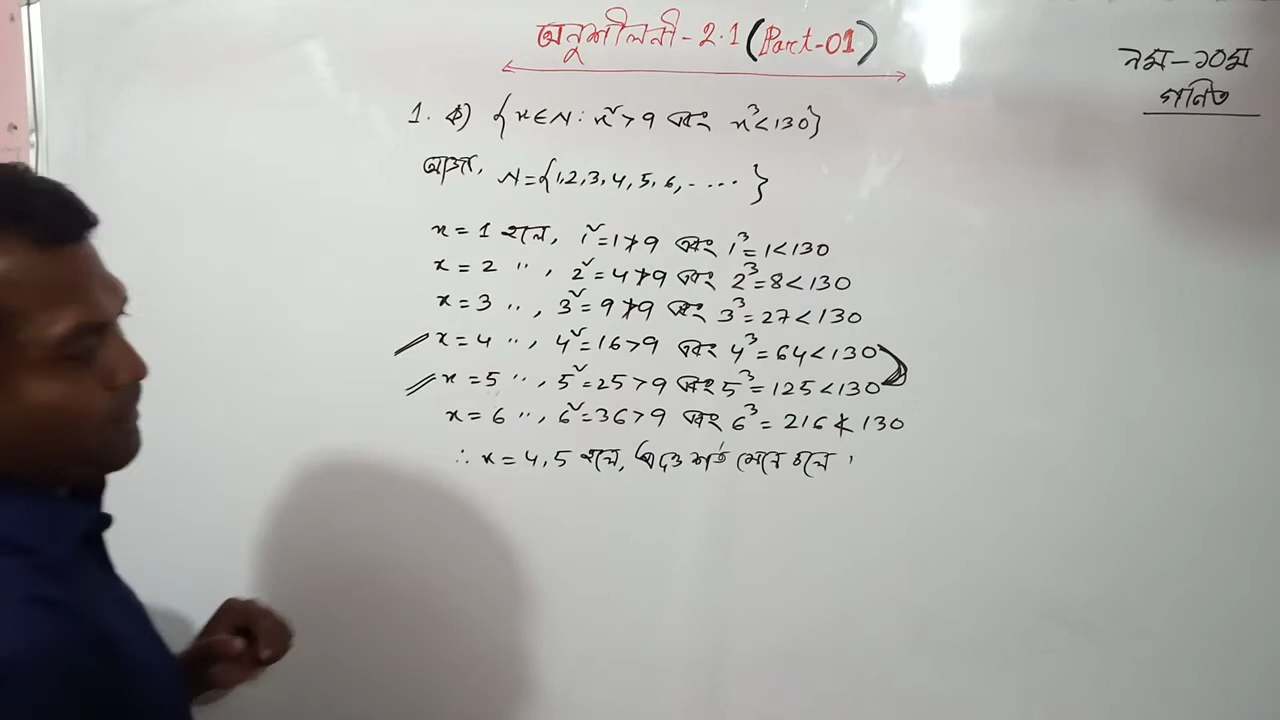 অনুশীলনী-2.1 (Part-01)
নবম-১০ম
গণিত
1. ক) {x∈N: x²>9 এবং x³<130}
আমরা, N={1,2,3,4,5,6,-....}
x=1 হলে, 1²=1≯9 এবং 1³=1<130
x=2 ",, 2²=4≯9 এবং 2³=8<130
x=3 ",, 3²=9≯9 এবং 3³=27<130
x=4 ",, 4²=16>9 এবং 4³=64<130
x=5 ",, 5²=25>9 এবং 5³=125<130
x=6 ",, 6²=36>9 এবং 6³=216≮130
∴ x=4,5 হলে, প্রদত্ত শর্ত মেনে চলে।